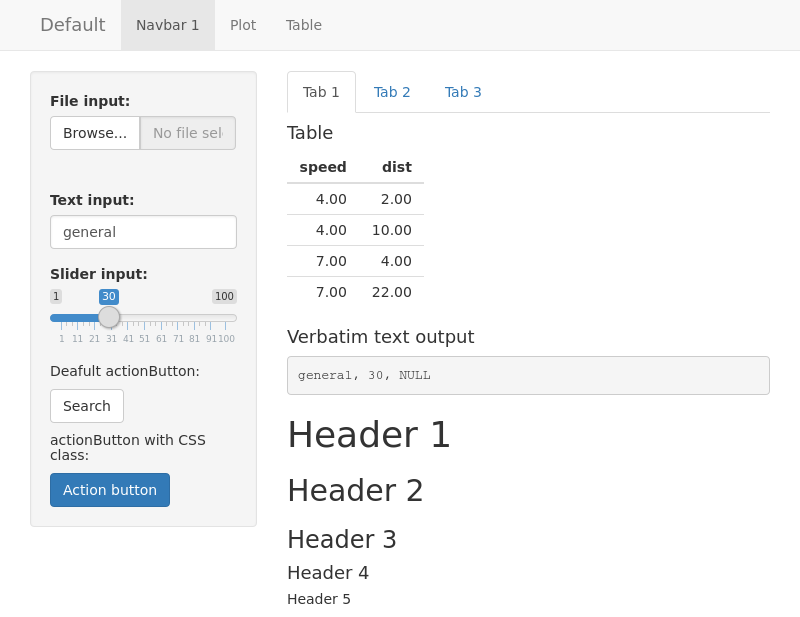 Default Navbar 1 Plot Table
File input:
Browse... No file sel
Text input:
general
Slider input:
1 30 100
1 11 21 31 41 51 61 71 81 91 100
Deafult actionButton:
Search
actionButton with CSS
class:
Action button
Tab 1 Tab 2 Tab 3
Table
speed dist
4.00 2.00
4.00 10.00
7.00 4.00
7.00 22.00
Verbatim text output
general, 30, NULL
Header 1
Header 2
Header 3
Header 4
Header 5